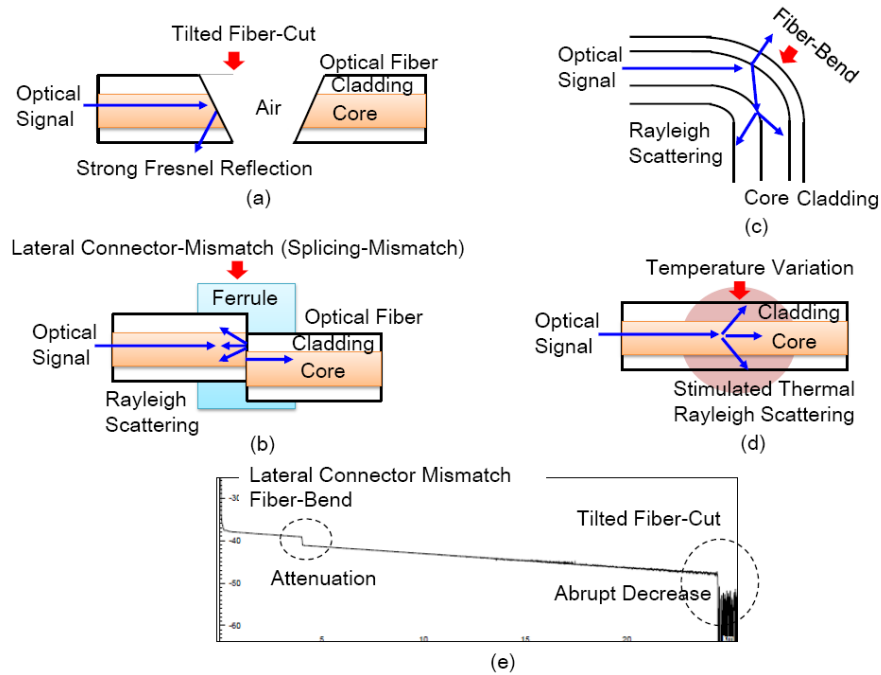 Tilted Fiber-Cut
Optical Fiber
Cladding
Optical
Signal
Air
Core
Strong Fresnel Reflection
(a)
Fiber-Bend
Optical
Signal
Rayleigh
Scattering
Core Cladding
(c)
Lateral Connector-Mismatch (Splicing-Mismatch)
Ferrule
Optical Fiber
Cladding
Optical
Signal
Core
Rayleigh
Scattering
(b)
Temperature Variation
Cladding
Optical
Signal
Core
Stimulated Thermal
Rayleigh Scattering
(d)
Lateral Connector Mismatch
Fiber-Bend
Tilted Fiber-Cut
Attenuation
Abrupt Decrease
-30
-40
-50
-60
5
10
15
20
(e)